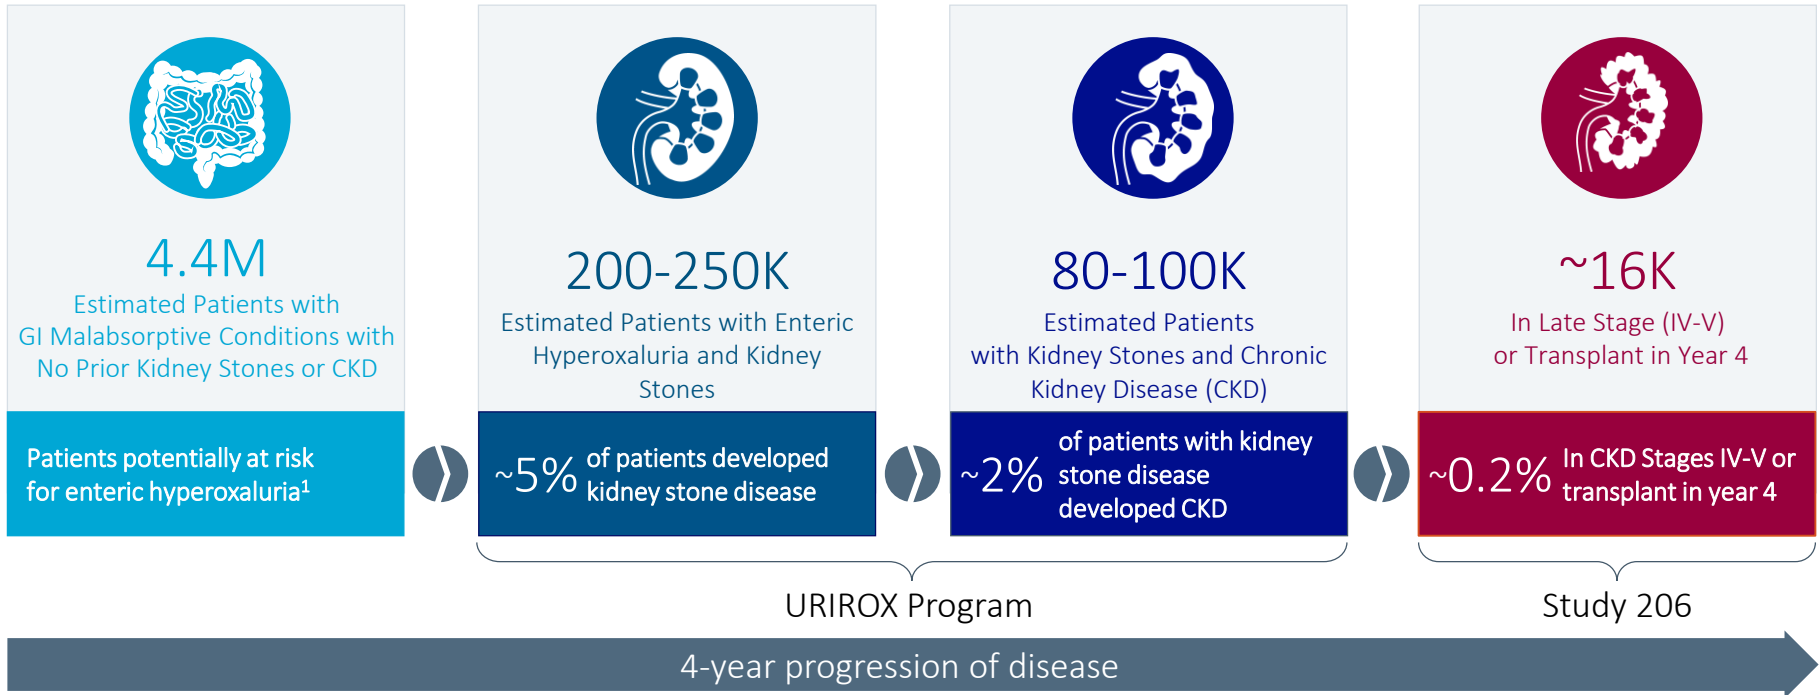 4.4M
Estimated Patients with
GI Malabsorptive Conditions with
No Prior Kidney Stones or CKD
Patients potentially at risk
for enteric hyperoxaluria¹
200-250K
Estimated Patients with Enteric
Hyperoxaluria and Kidney
Stones
~5% of patients developed
kidney stone disease
80-100K
Estimated Patients
with Kidney Stones and Chronic
Kidney Disease (CKD)
~2% of patients with kidney
stone disease
developed CKD
~16K
In Late Stage (IV-V)
or Transplant in Year 4
~0.2% In CKD Stages IV-V or
transplant in year 4
URIROX Program
Study 206
4-year progression of disease